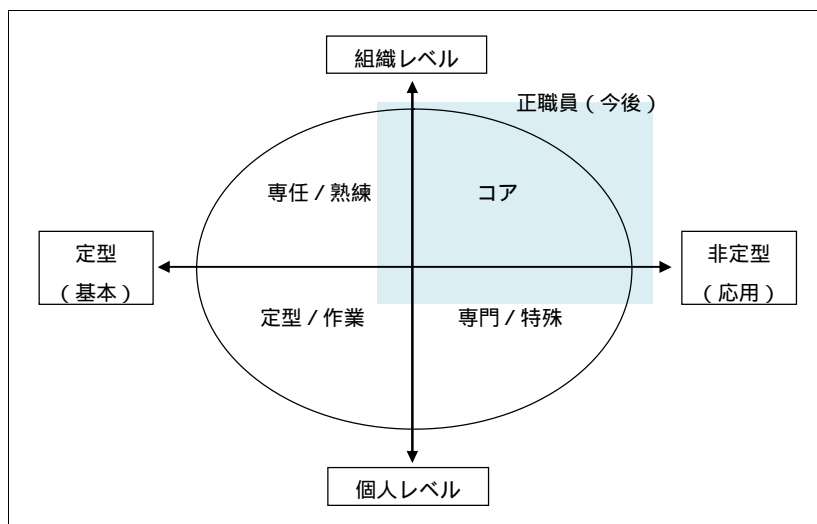 組織レベル
正職員（今後）
専任／熟練
コア
定型
（基本）
非定型
（応用）
定型／作業
専門／特殊
個人レベル